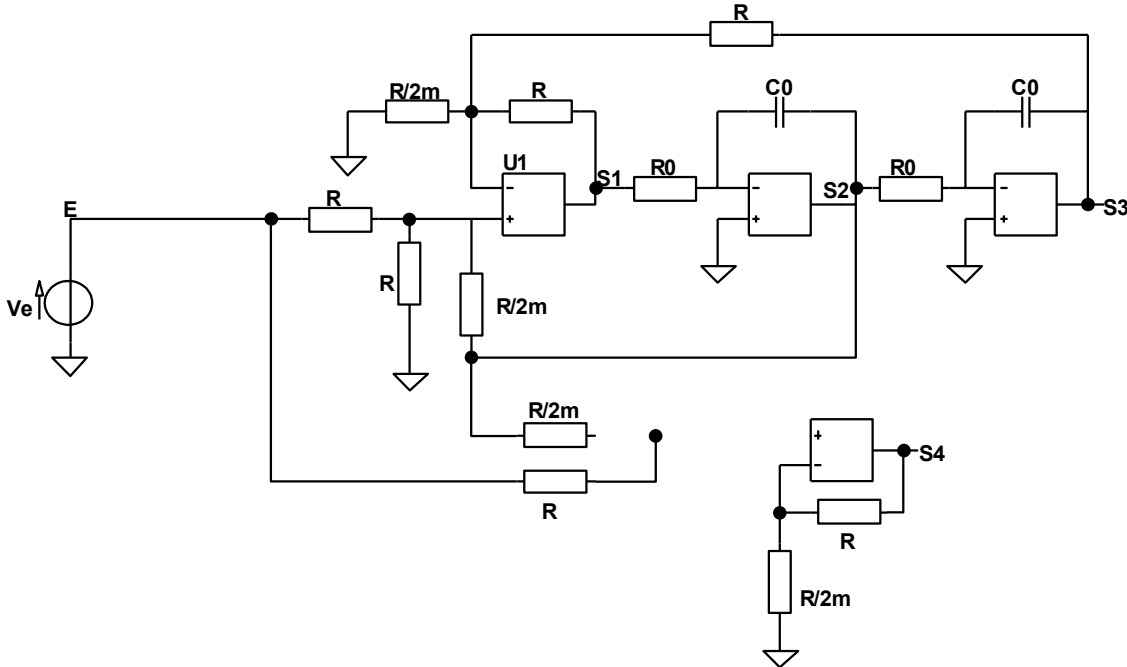 R
R/2m
R
C0
C0
U1
S1
R0
S2
R0
S3
-
+
-
+
-
+
E
R
R
R/2m
Ve
R/2m
R
+
-
S4
R
R/2m